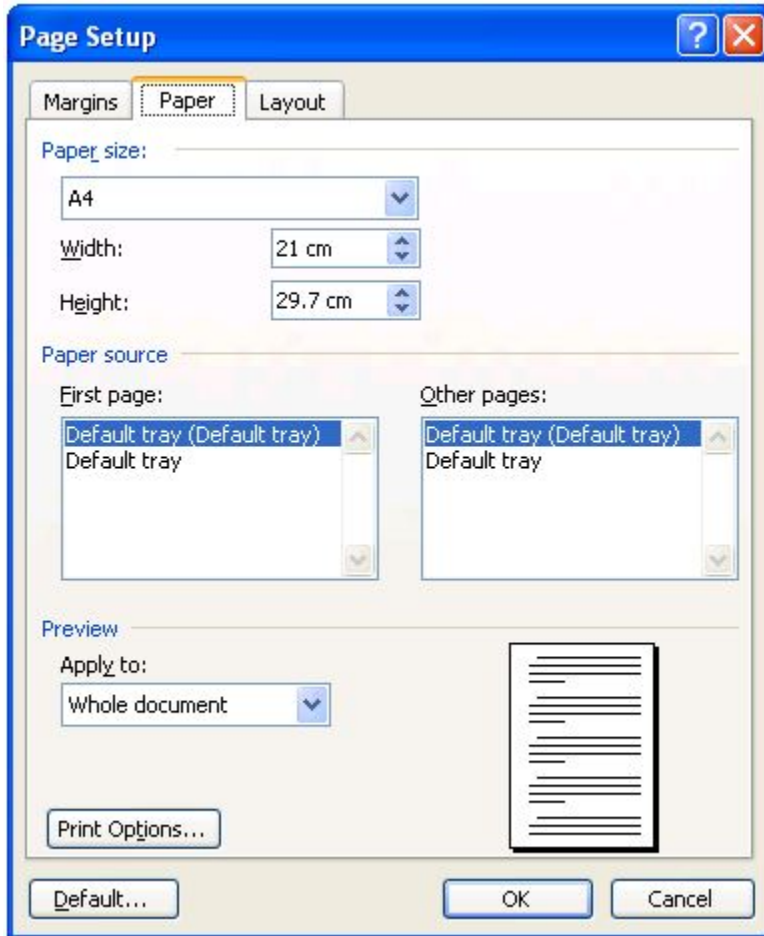 Page Setup
Margins Paper Layout
Paper size:
A4
Width: 21 cm
Height: 29.7 cm
Paper source
First page: Other pages:
Default tray (Default tray) Default tray (Default tray)
Default tray Default tray
Preview
Apply to:
Whole document
Print Options...
Default... OK Cancel